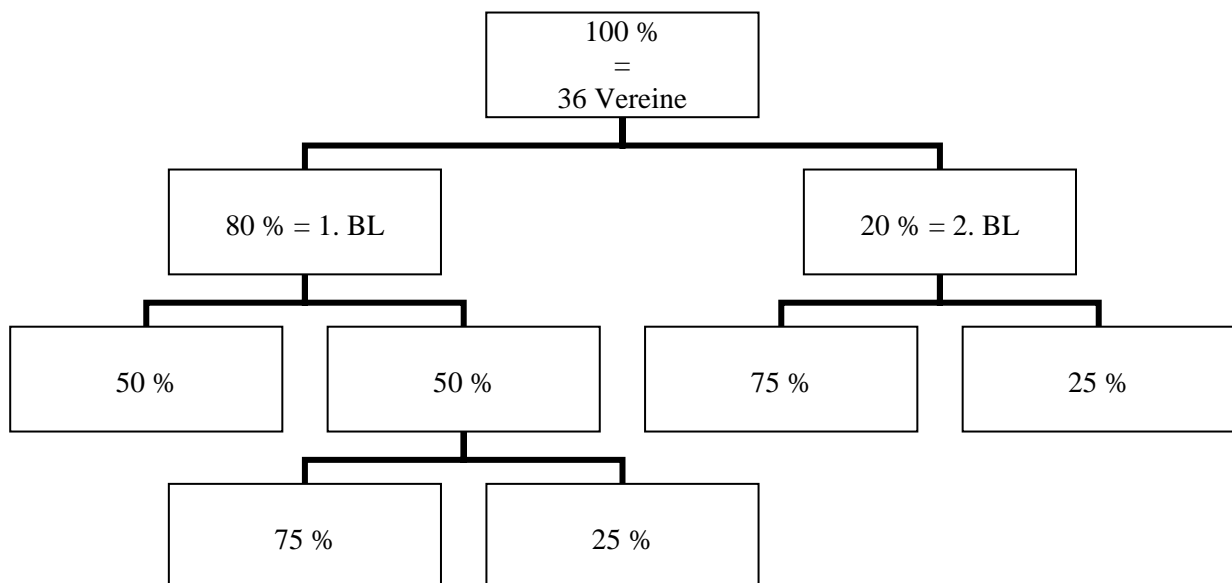 100 %
=
36 Vereine
80 % = 1. BL
20 % = 2. BL
50 %
50 %
75 %
25 %
75 %
25 %